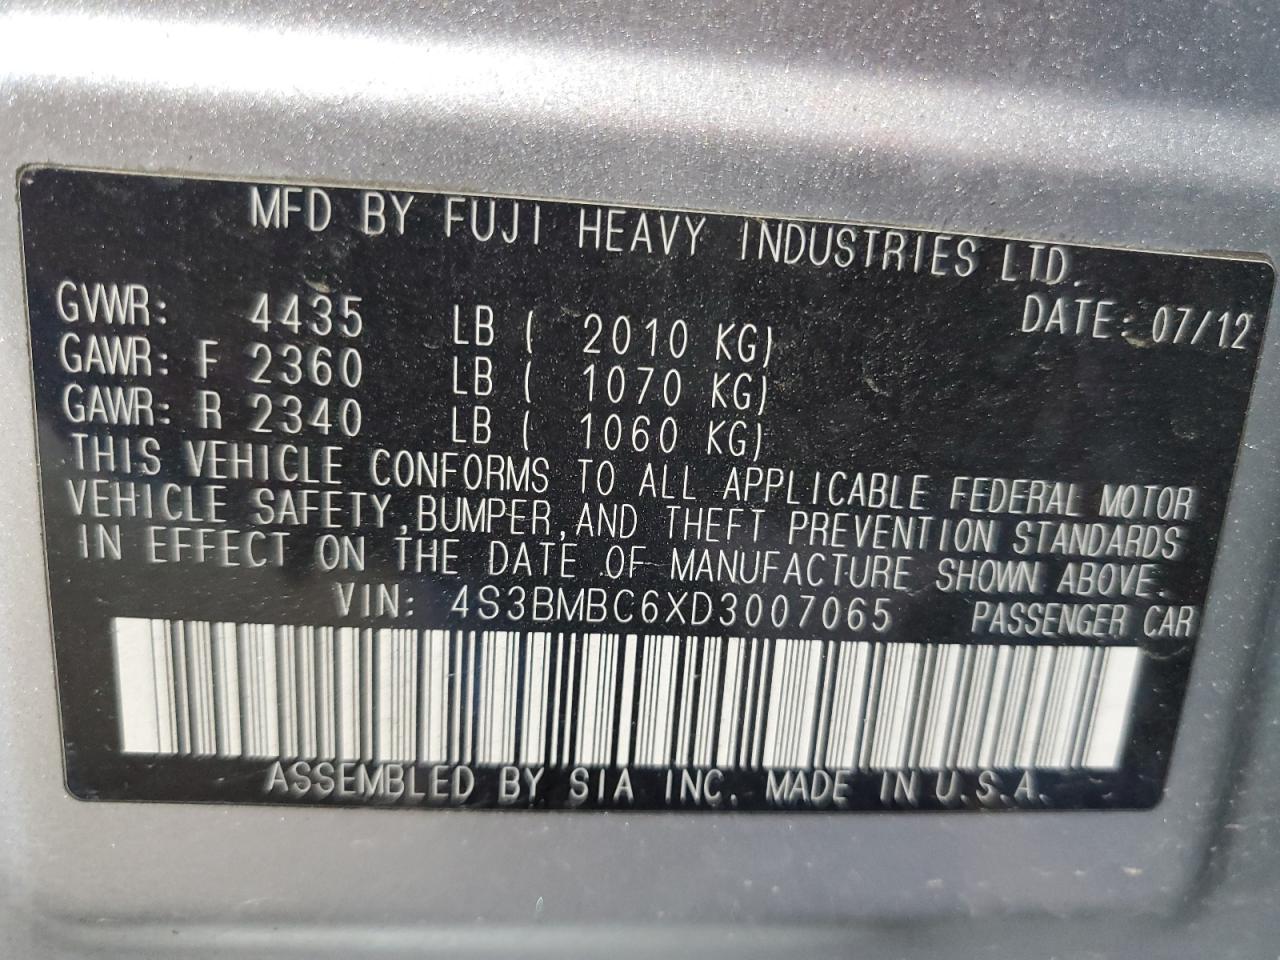 MFD BY FUJI HEAVY INDUSTRIES LTD.
DATE: 07/12
GVWR: 4435 LB ( 2010 KG)
GAWR: F 2360 LB ( 1070 KG)
GAWR: R 2340 LB ( 1060 KG)
THIS VEHICLE CONFORMS TO ALL APPLICABLE FEDERAL MOTOR
VEHICLE SAFETY, BUMPER, AND THEFT PREVENTION STANDARDS
IN EFFECT ON THE DATE OF MANUFACTURE SHOWN ABOVE.
VIN: 4S3BMBC6XD3007065 PASSENGER CAR
ASSEMBLED BY SIA INC. MADE IN U.S.A.